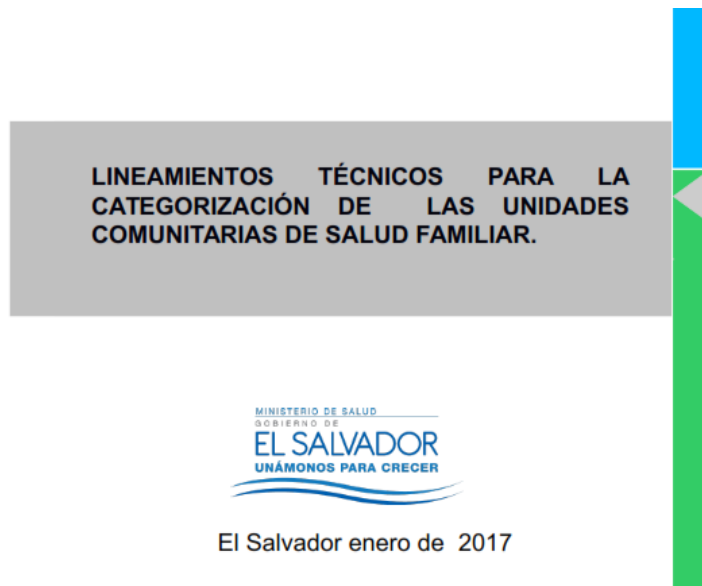 LINEAMIENTOS TÉCNICOS PARA LA
CATEGORIZACIÓN DE LAS UNIDADES
COMUNITARIAS DE SALUD FAMILIAR.
MINISTERIO DE SALUD
GOBIERNO DE
EL SALVADOR
UNÁMONOS PARA CRECER
El Salvador enero de 2017